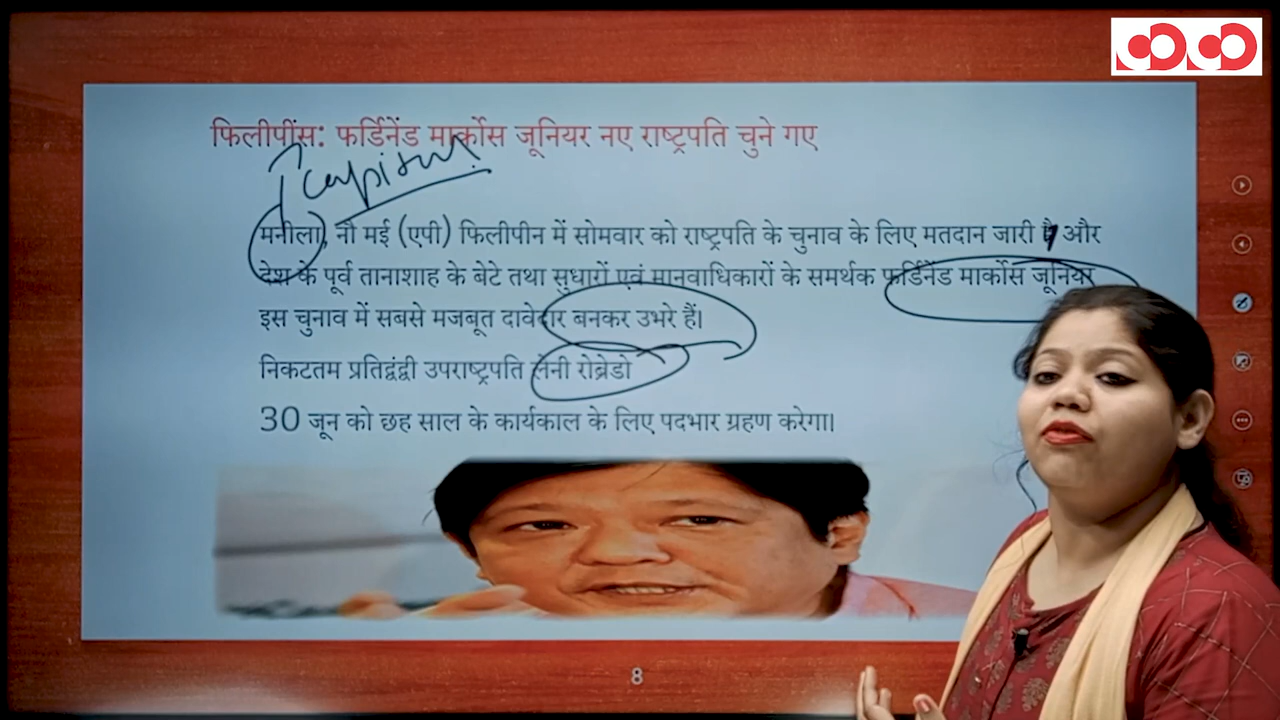 फिलीपींस: फर्डिनेंड मार्कोस जूनियर नए राष्ट्रपति चुने गए
Capital
मनीला, नौ मई (एपी) फिलीपीन में सोमवार को राष्ट्रपति के चुनाव के लिए मतदान जारी है और
देश के पूर्व तानाशाह के बेटे तथा सुधारों एवं मानवाधिकारों के समर्थक फर्डिनेंड मार्कोस जूनियर
इस चुनाव में सबसे मजबूत दावेदार बनकर उभरे हैं।
निकटतम प्रतिद्वंद्वी उपराष्ट्रपति लेनी रोब्रेडो
30 जून को छह साल के कार्यकाल के लिए पदभार ग्रहण करेगा।
8